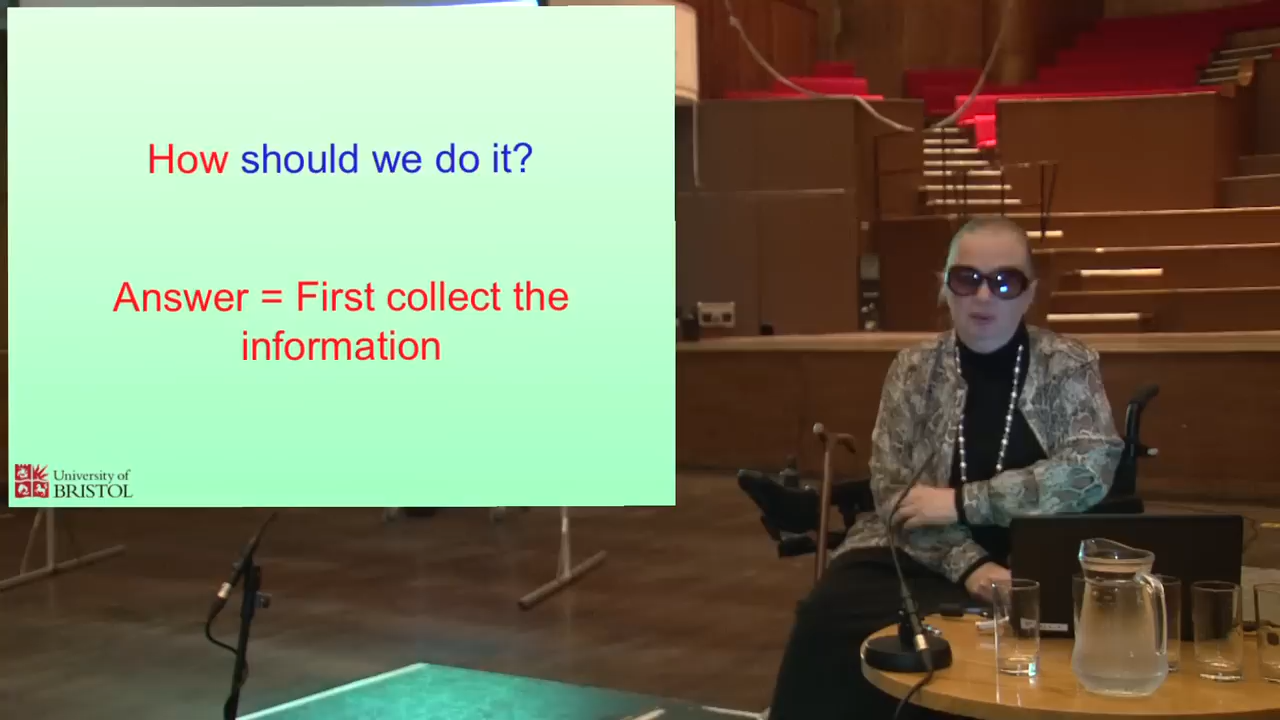 How should we do it?
Answer = First collect the
information
University of
BRISTOL